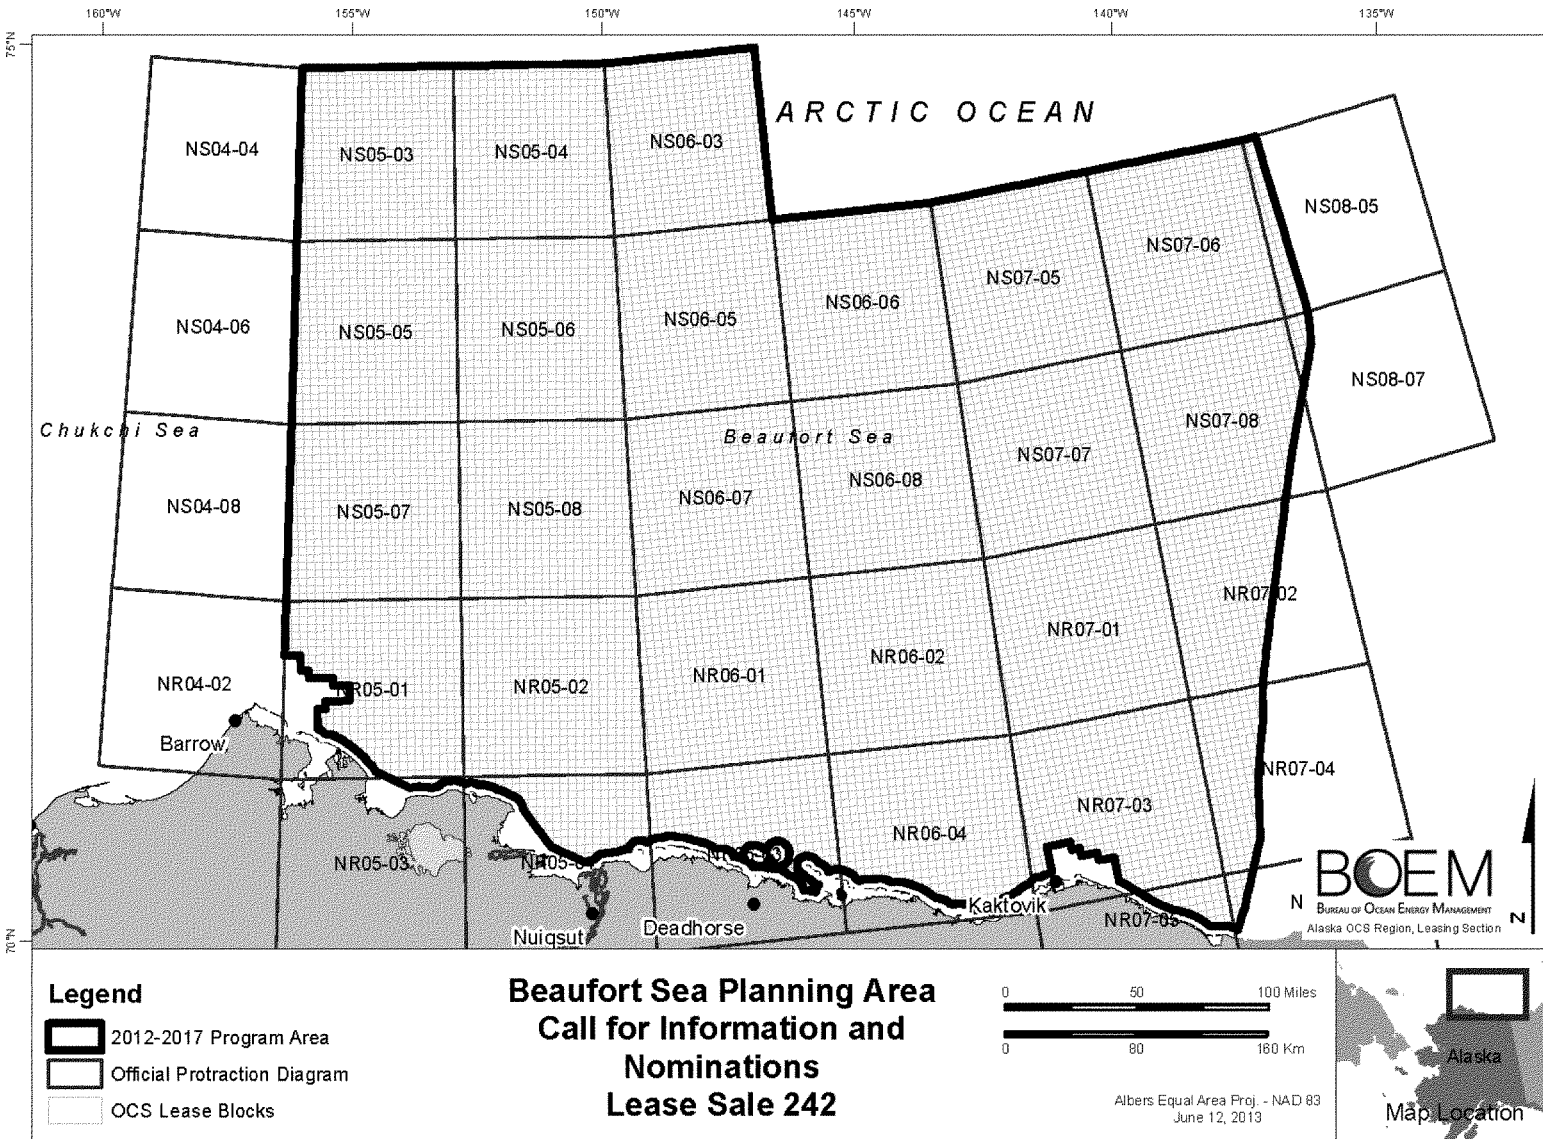 160°W 155°W 150°W 145°W 140°W 135°W
75°N
ARCTIC OCEAN
NS04-04 NS05-03 NS05-04 NS06-03
NS08-05
NS07-06
NS07-05
NS04-06 NS05-05 NS05-06 NS06-05 NS06-06
NS08-07
NS07-08
Chukchi Sea
Beaufort Sea
NS07-07
NS04-08 NS05-07 NS05-08 NS06-07 NS06-08
NR07-02
NR07-01
NR04-02 NR05-01 NR05-02 NR06-01 NR06-02
Barrow
NR07-04
NR07-03
NR06-04
NR05-03
Kaktovik
NR07-05
Deadhorse
Nuiqsut
70°N
N
BOEM
BUREAU OF OCEAN ENERGY MANAGEMENT
Alaska OCS Region, Leasing Section
N
Legend
2012-2017 Program Area
Official Protraction Diagram
OCS Lease Blocks
Beaufort Sea Planning Area
Call for Information and
Nominations
Lease Sale 242
0 50 100 Miles
0 80 160 Km
Albers Equal Area Proj. - NAD 83
June 12, 2013
Alaska
Map Location